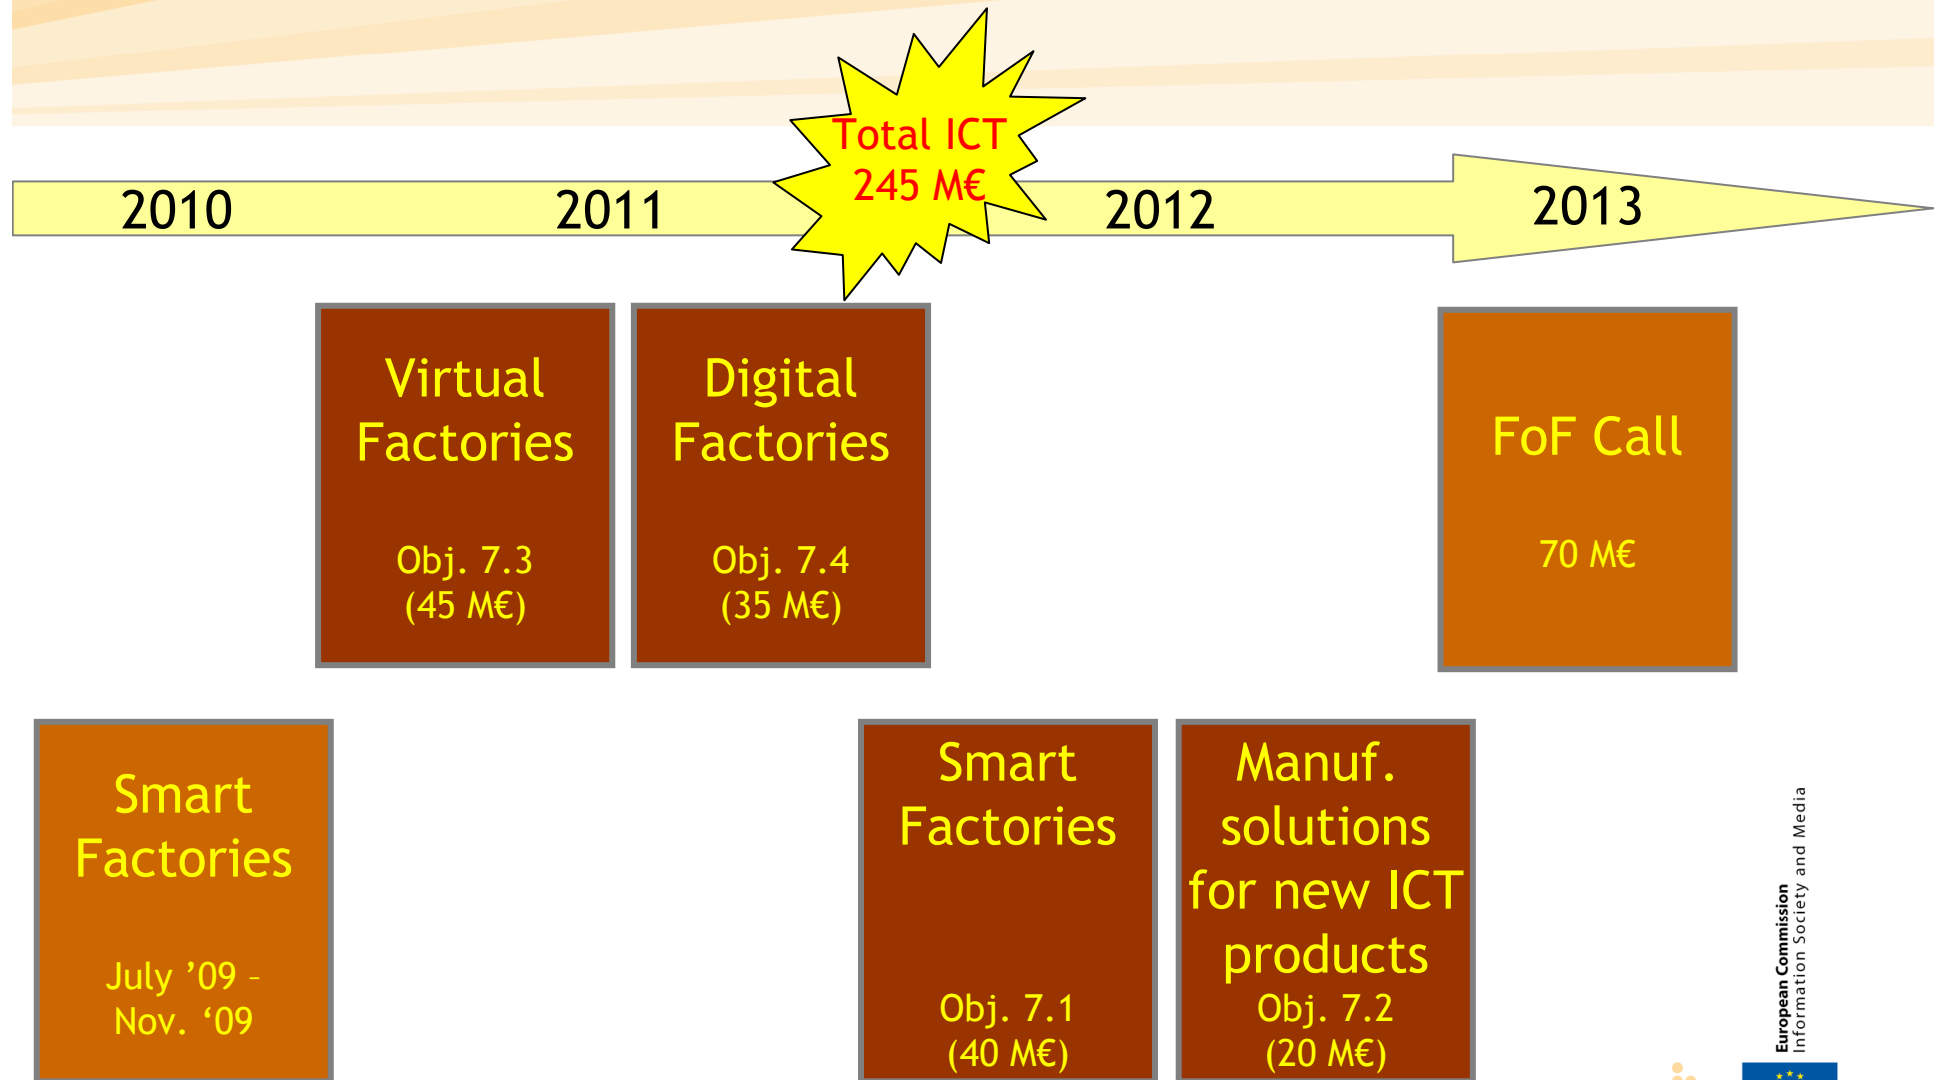 Total ICT
245 M€
2010
2011
2012
2013
Virtual
Factories
Obj. 7.3
(45 M€)
Digital
Factories
Obj. 7.4
(35 M€)
FoF Call
70 M€
Smart
Factories
July ’09 –
Nov. ‘09
Smart
Factories
Obj. 7.1
(40 M€)
Manuf.
solutions
for new ICT
products
Obj. 7.2
(20 M€)
European Commission
Information Society and Media